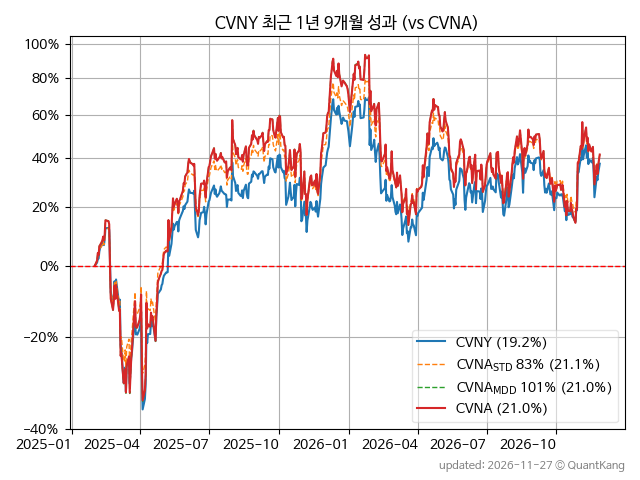 CVNY 최근 1년 9개월 성과 (vs CVNA)
100%
80%
60%
40%
20%
0%
−20%
−40%
2025-01
2025-04
2025-07
2025-10
2026-01
2026-04
2026-07
2026-10
CVNY (19.2%)
CVNA_STD 83% (21.1%)
CVNA_MDD 101% (21.0%)
CVNA (21.0%)
updated: 2026-11-27 © QuantKang